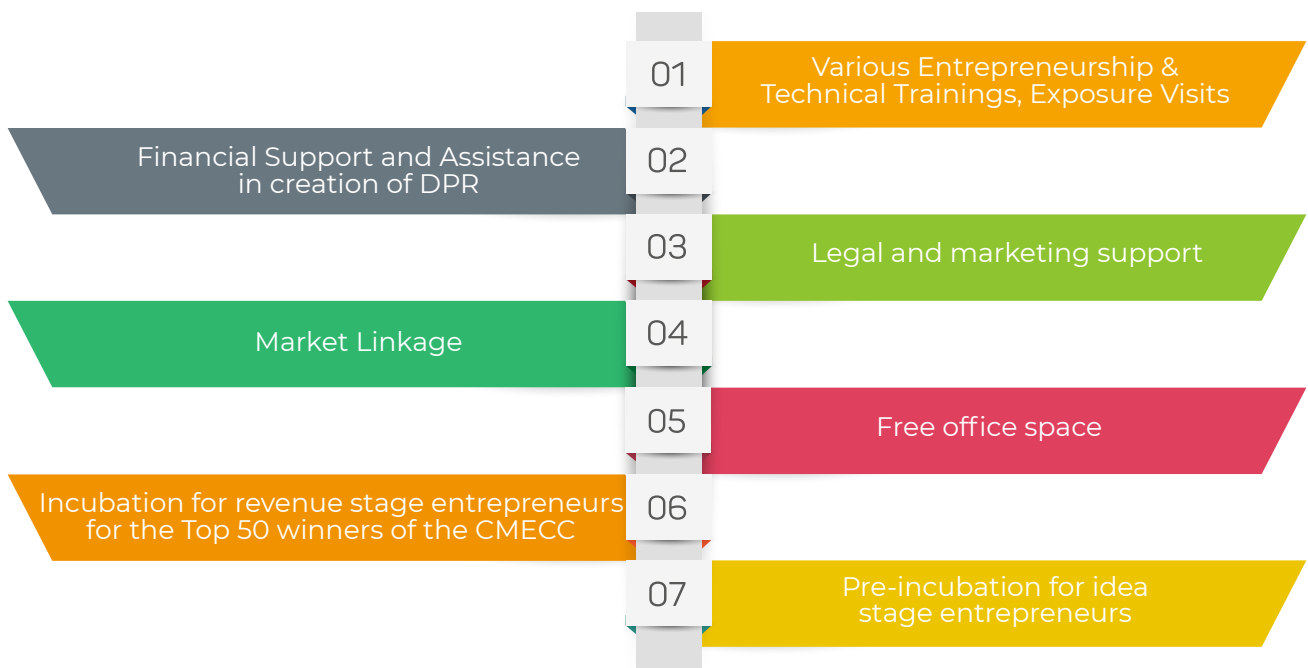 01
Various Entrepreneurship &
Technical Trainings, Exposure Visits
02
Financial Support and Assistance
in creation of DPR
03
Legal and marketing support
04
Market Linkage
05
Free office space
06
Incubation for revenue stage entrepreneurs
for the Top 50 winners of the CMECC
07
Pre-incubation for idea
stage entrepreneurs